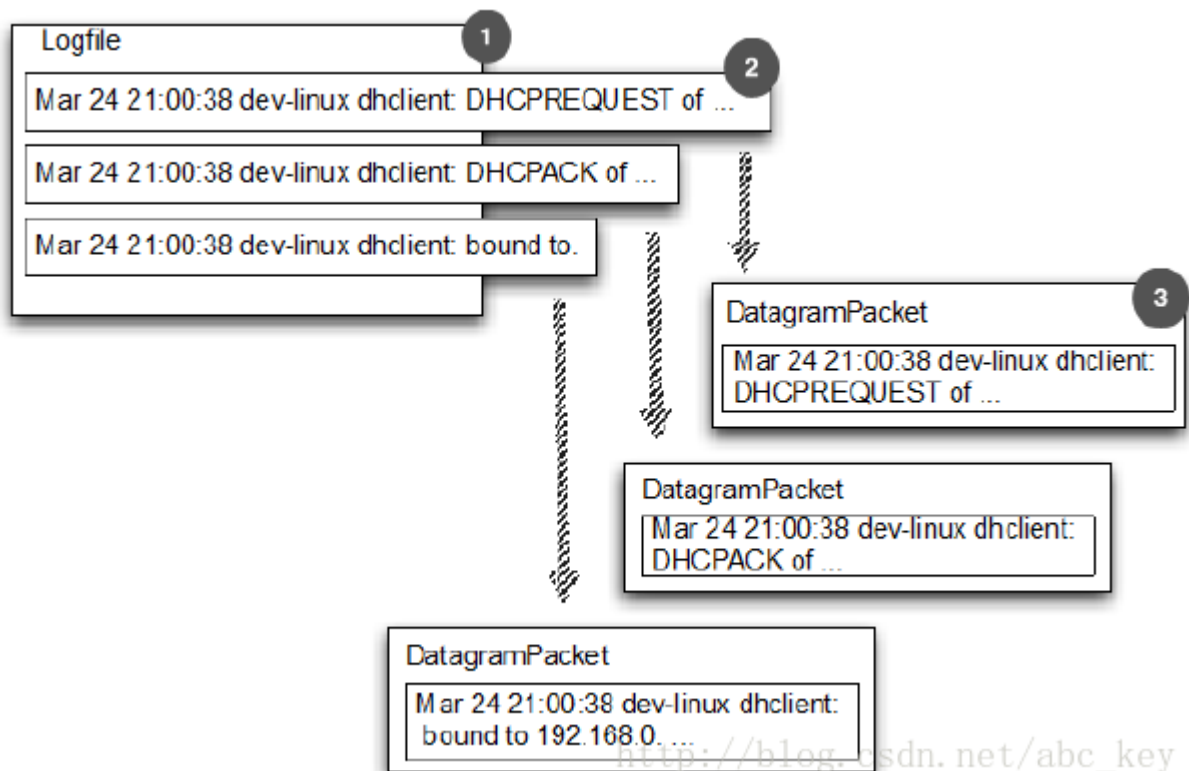 Logfile
1
Mar 24 21:00:38 dev-linux dhclient: DHCPREQUEST of ...
2
Mar 24 21:00:38 dev-linux dhclient: DHCPACK of ...
Mar 24 21:00:38 dev-linux dhclient: bound to.
3
DatagramPacket
Mar 24 21:00:38 dev-linux dhclient:
DHCPREQUEST of ...
DatagramPacket
Mar 24 21:00:38 dev-linux dhclient:
DHCPACK of ...
DatagramPacket
Mar 24 21:00:38 dev-linux dhclient:
bound to 192.168.0. ...
http://blog.csdn.net/abc_key